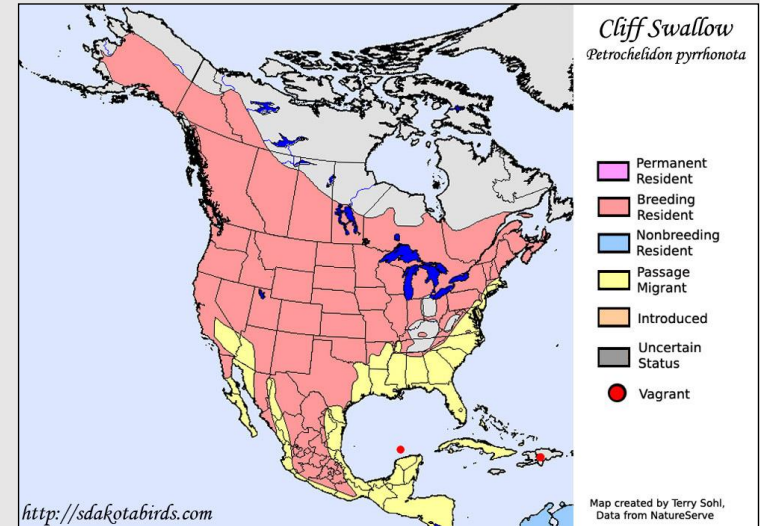 Cliff Swallow
Petrochelidon pyrrhonota
Permanent
Resident
Breeding
Resident
Nonbreeding
Resident
Passage
Migrant
Introduced
Uncertain
Status
Vagrant
http://sdakotabirds.com
Map created by Terry Sohl,
Data from NatureServe